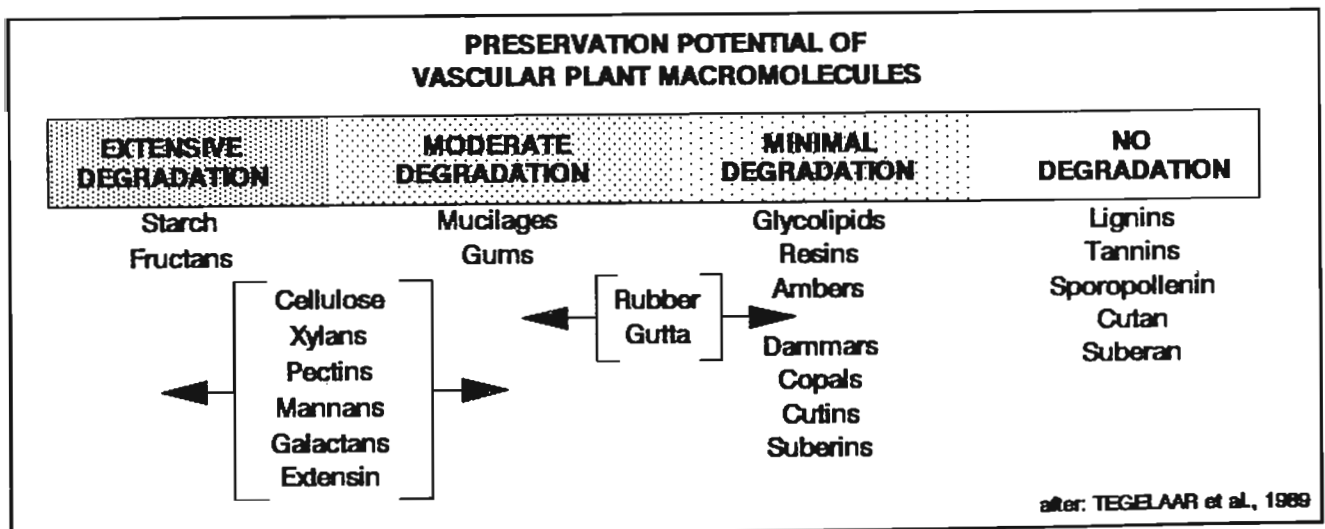 PRESERVATION POTENTIAL OF
VASCULAR PLANT MACROMOLECULES
EXTENSIVE
DEGRADATION
MODERATE
DEGRADATION
MINIMAL
DEGRADATION
NO
DEGRADATION
Starch
Fructans
Cellulose
Xylans
Pectins
Mannans
Galactans
Extensin
Mucilages
Gums
Rubber
Gutta
Glycolipids
Resins
Ambers
Dammars
Copals
Cutins
Suberins
Lignins
Tannins
Sporopollenin
Cutan
Suberan
after: TEGELAAR et al., 1989